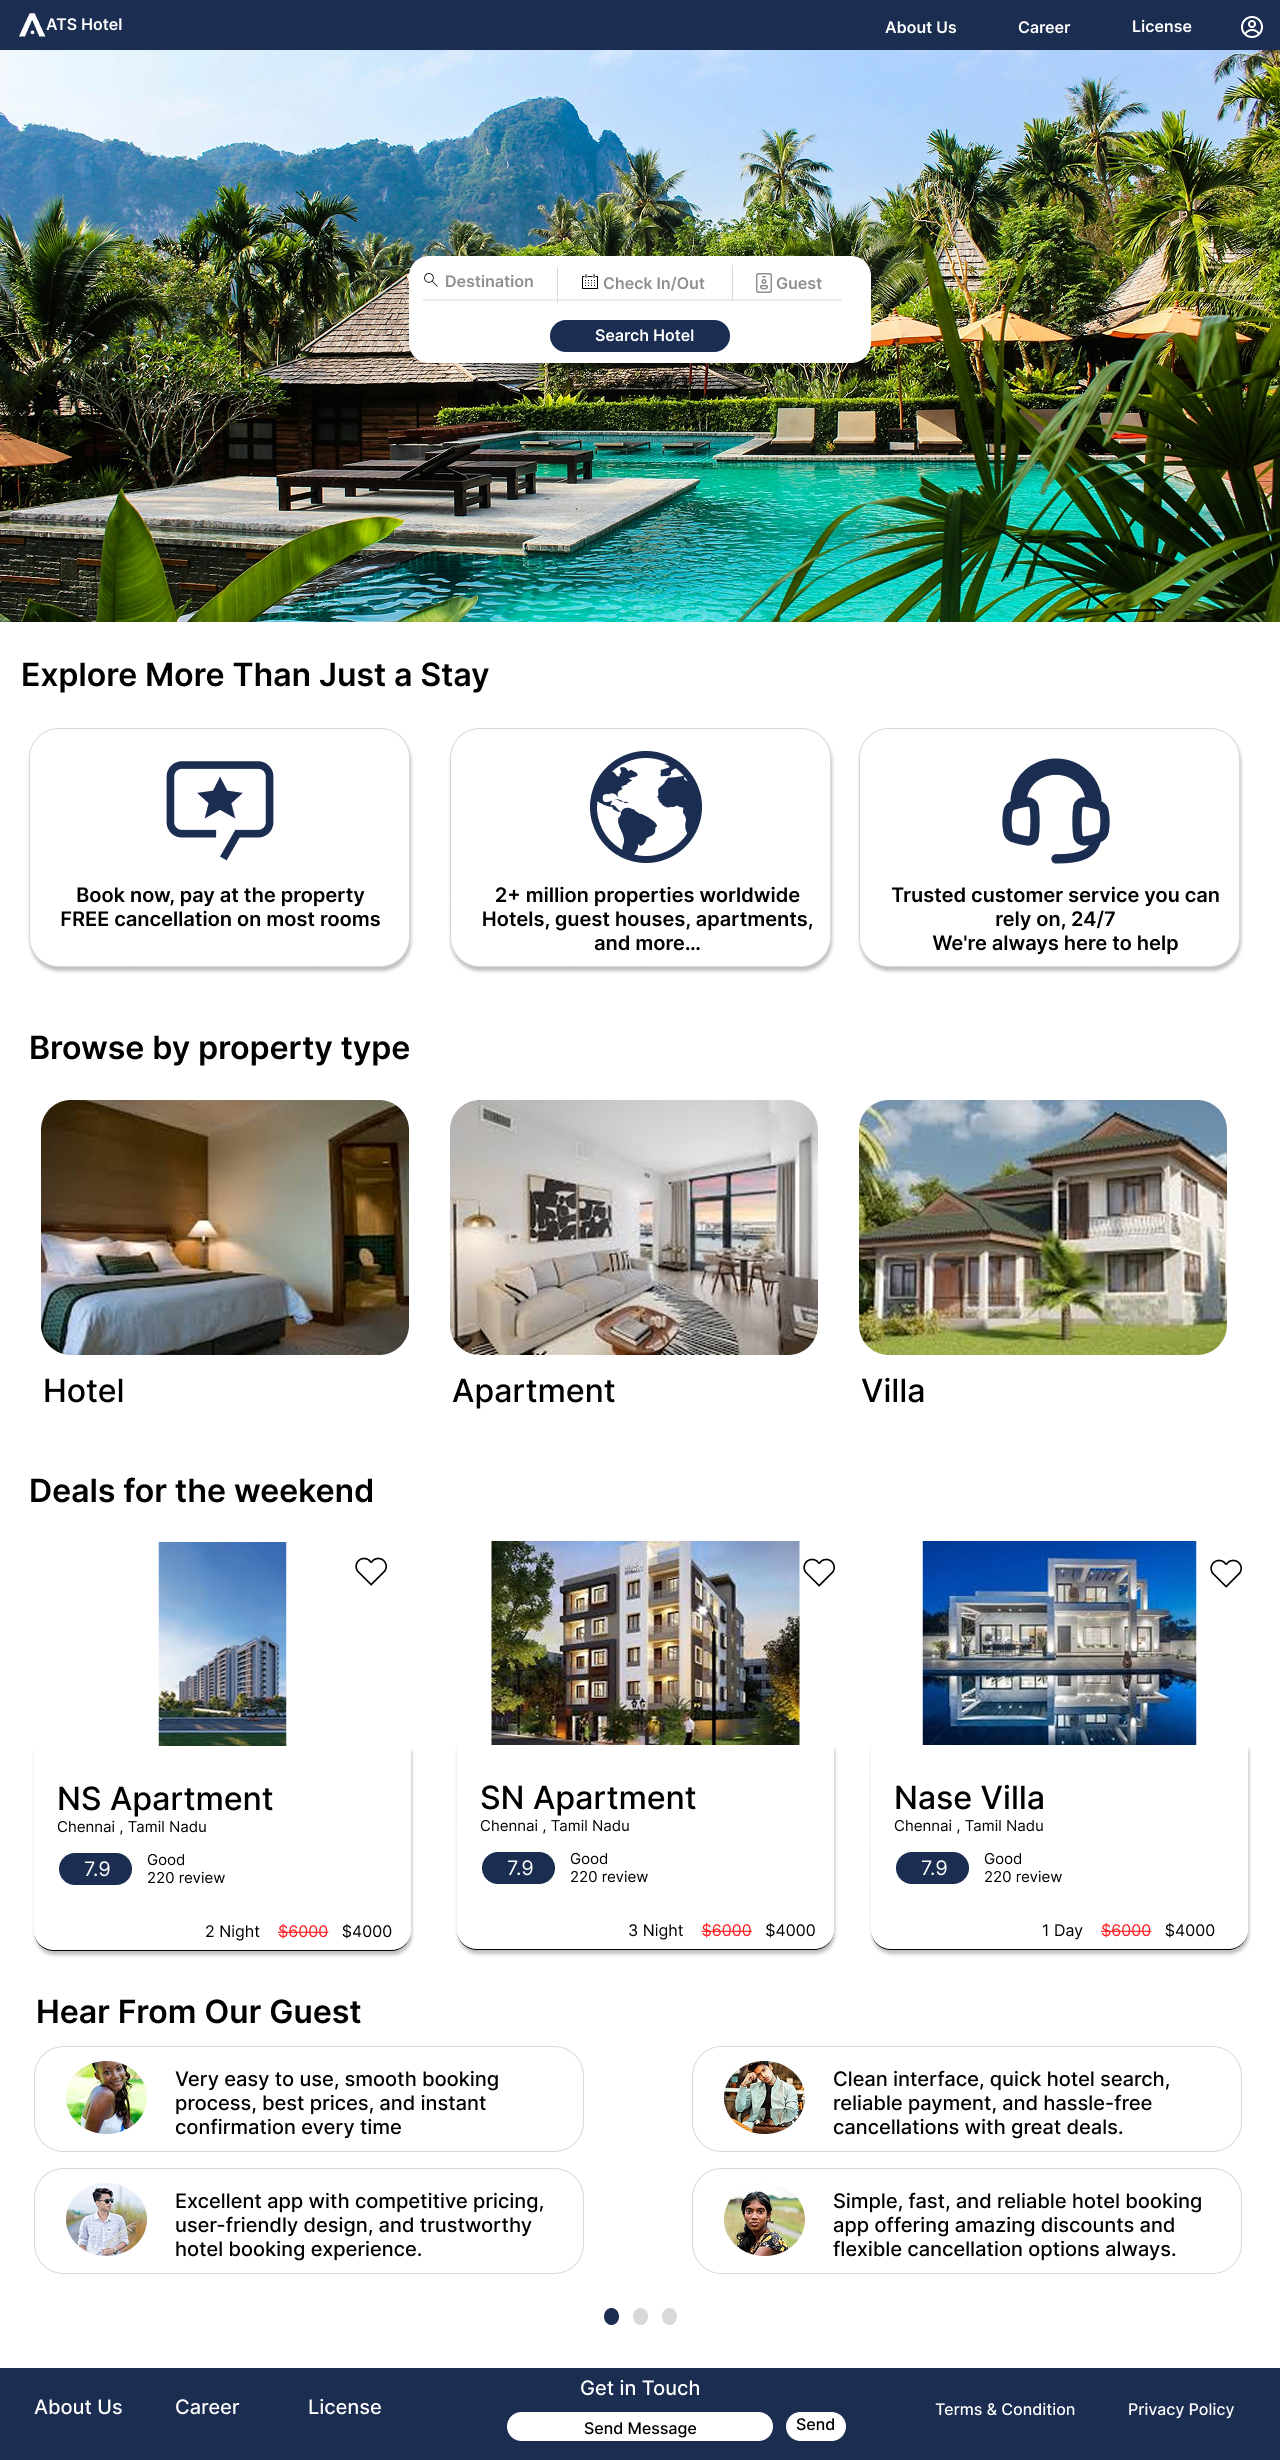 ATS Hotel
About Us
Career
License
Destination
Check In/Out
Guest
Search Hotel
Explore More Than Just a Stay
Book now, pay at the property
FREE cancellation on most rooms
2+ million properties worldwide
Hotels, guest houses, apartments,
and more...
Trusted customer service you can
rely on, 24/7
We're always here to help
Browse by property type
Hotel
Apartment
Villa
Deals for the weekend
NS Apartment
Chennai , Tamil Nadu
7.9
Good
220 review
2 Night $6000 $4000
SN Apartment
Chennai , Tamil Nadu
7.9
Good
220 review
3 Night $6000 $4000
Nase Villa
Chennai , Tamil Nadu
7.9
Good
220 review
1 Day $6000 $4000
Hear From Our Guest
Very easy to use, smooth booking
process, best prices, and instant
confirmation every time
Clean interface, quick hotel search,
reliable payment, and hassle-free
cancellations with great deals.
Excellent app with competitive pricing,
user-friendly design, and trustworthy
hotel booking experience.
Simple, fast, and reliable hotel booking
app offering amazing discounts and
flexible cancellation options always.
About Us
Career
License
Get in Touch
Send Message
Send
Terms & Condition
Privacy Policy